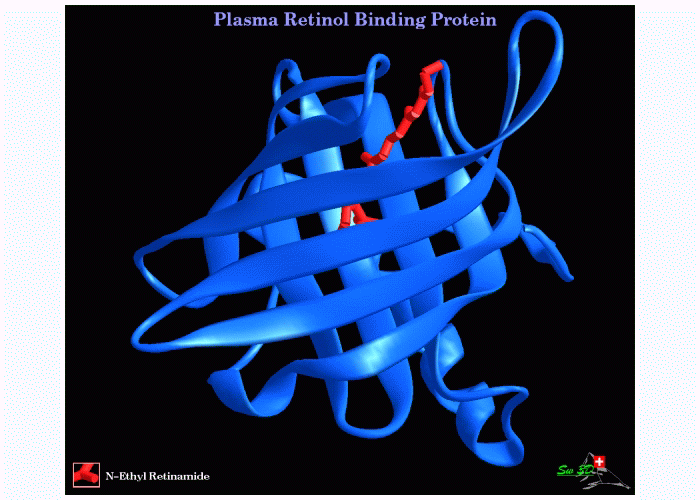 Plasma Retinol Binding Protein
N-Ethyl Retinamide